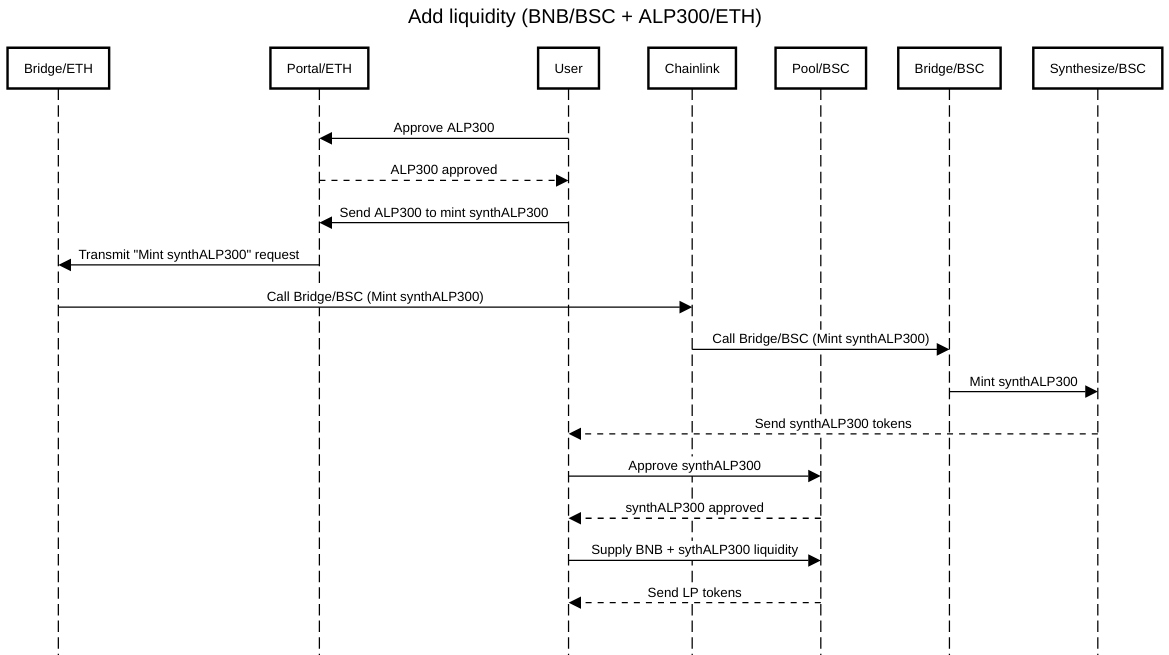 Add liquidity (BNB/BSC + ALP300/ETH)
Bridge/ETH
Portal/ETH
User
Chainlink
Pool/BSC
Bridge/BSC
Synthesize/BSC
Approve ALP300
ALP300 approved
Send ALP300 to mint synthALP300
Transmit "Mint synthALP300" request
Call Bridge/BSC (Mint synthALP300)
Call Bridge/BSC (Mint synthALP300)
Mint synthALP300
Send synthALP300 tokens
Approve synthALP300
synthALP300 approved
Supply BNB + sythALP300 liquidity
Send LP tokens